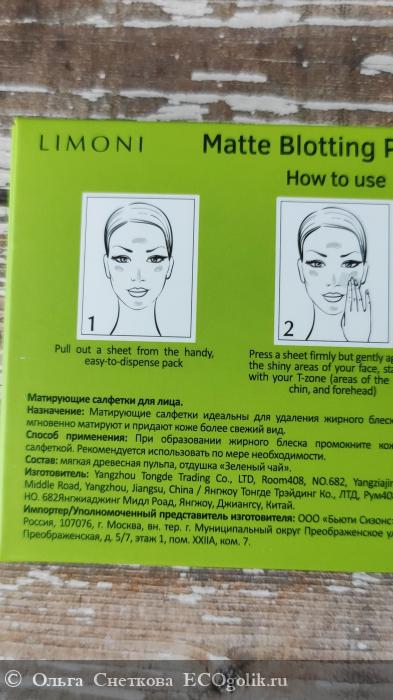 LIMONI
Matte Blotting
How to use
1
2
Pull out a sheet from the handy,
easy-to-dispense pack
Press a sheet firmly but gently
the shiny areas of your face,
with your T-zone (areas of the
chin, and forehead)
Матирующие салфетки для лица.
Назначение: Матирующие салфетки идеальны для удаления жирного
мгновенно матируют и придают коже более свежий вид.
Способ применения: При образовании жирного блеска промокните
салфеткой. Рекомендуется использовать по мере необходимости.
Состав: мягкая древесная пульпа, отдушка «Зеленый чай».
Изготовитель: Yangzhou Tongde Trading Co., LTD, Room408, NO.682,
Middle Road, Yangzhou, Jiangsu, China / Янгжоу Тонгде Трэйдинг Ко., ЛТД, Рум40
НО. 682Янгжиаджинг Мидл Роад, Янгжоу, Джиангсу, Китай.
Импортер/Уполномоченный представитель изготовителя: ООО «Бьюти
Россия, 107076, г. Москва, вн. тер. г. Муниципальный округ Преображенское
Преображенская, д. 5/7, этаж 1, пом. XXIIА, ком. 7.
© Ольга Снеткова ECOgolik.ru